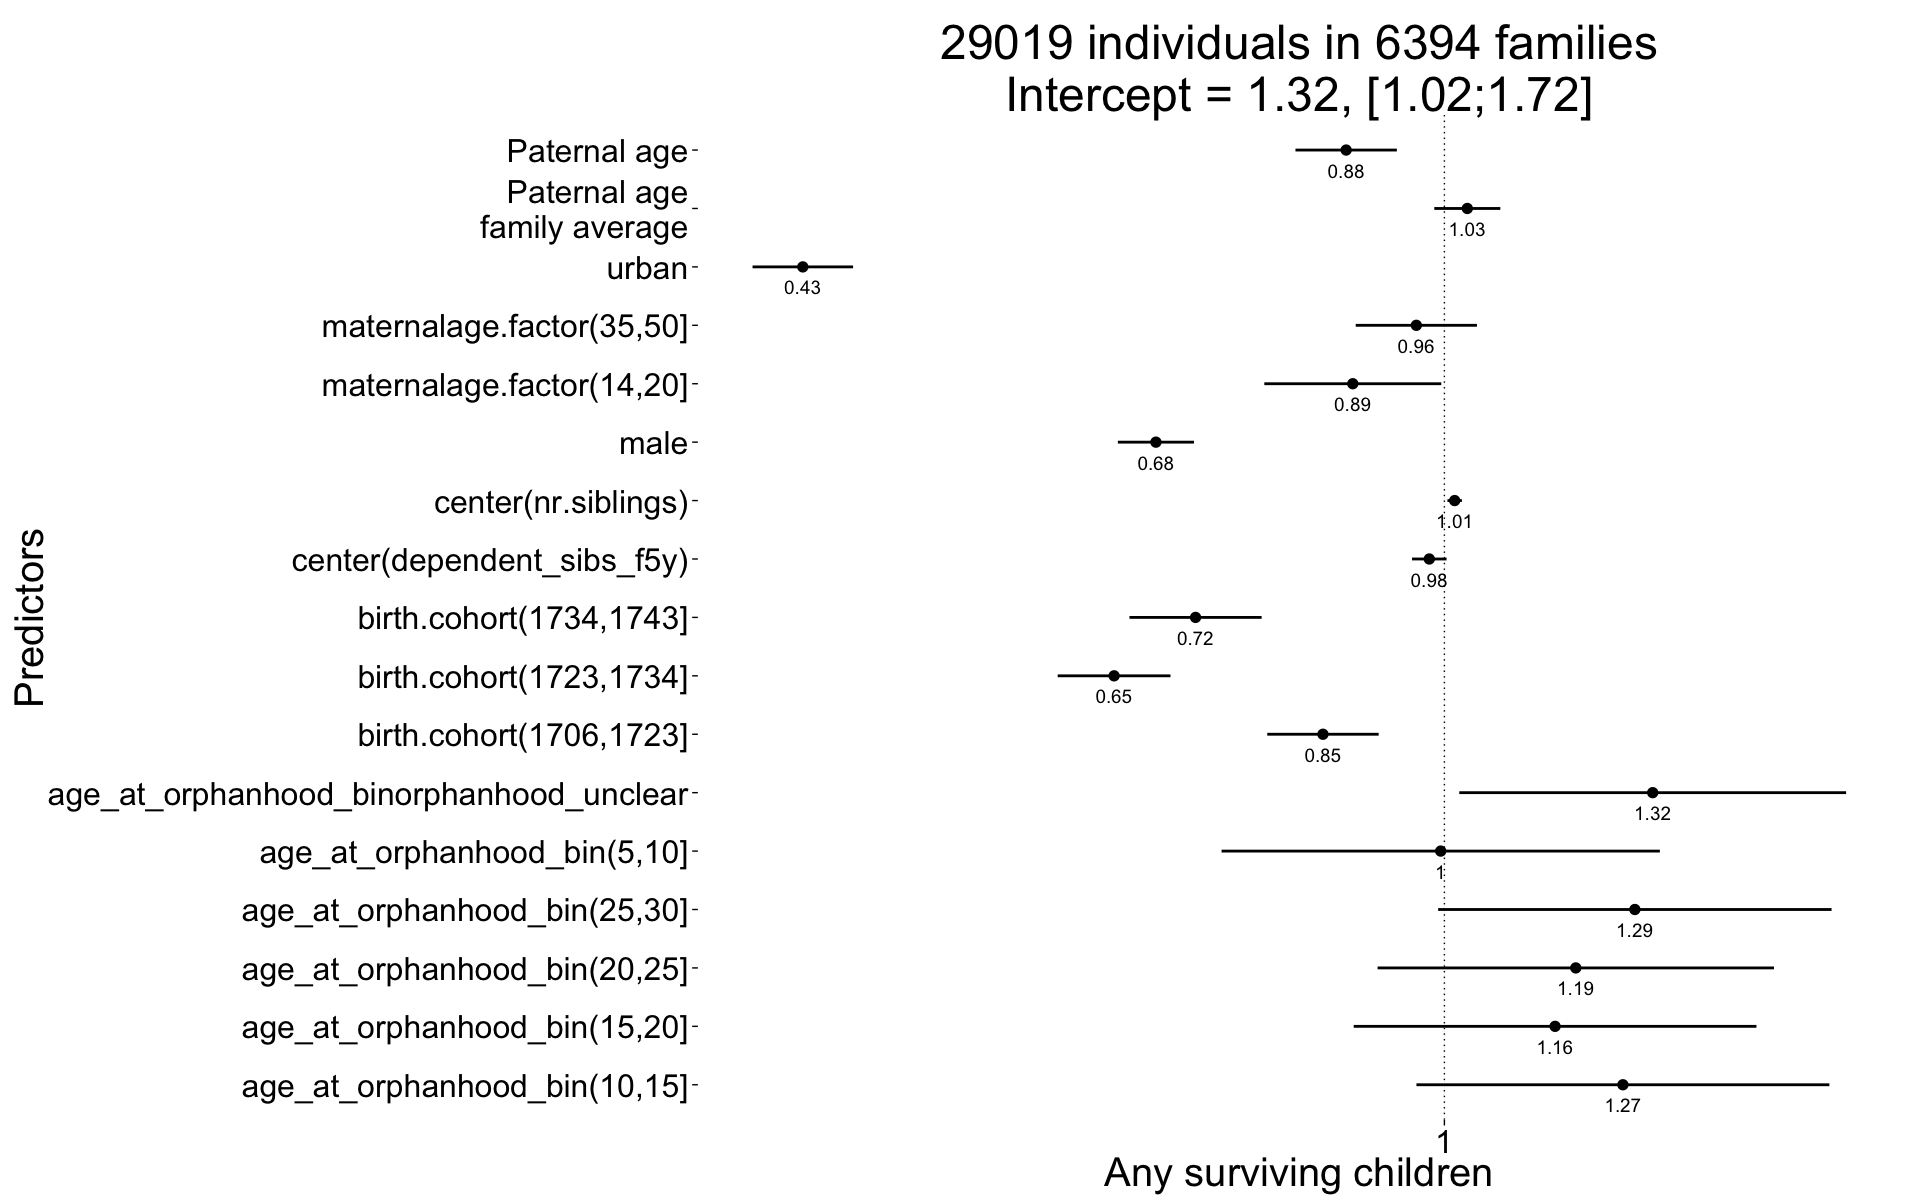 29019 individuals in 6394 families
Intercept = 1.32, [1.02;1.72]
Predictors
Paternal age
0.88
Paternal age
family average
1.03
urban
0.43
maternalage.factor(35,50]
0.96
maternalage.factor(14,20]
0.89
male
0.68
center(nr.siblings)
1.01
center(dependent_sibs_f5y)
0.98
birth.cohort(1734,1743]
0.72
birth.cohort(1723,1734]
0.65
birth.cohort(1706,1723]
0.85
age_at_orphanhood_binorphanhood_unclear
1.32
age_at_orphanhood_bin(5,10]
1
age_at_orphanhood_bin(25,30]
1.29
age_at_orphanhood_bin(20,25]
1.19
age_at_orphanhood_bin(15,20]
1.16
age_at_orphanhood_bin(10,15]
1.27
1
Any surviving children